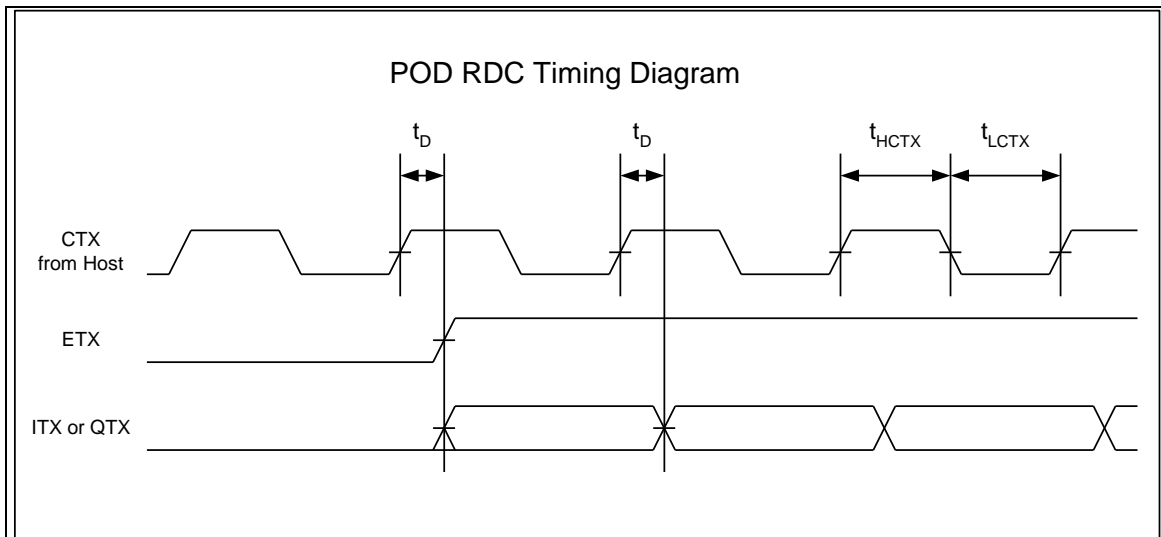 POD RDC Timing Diagram
tD
tD
tHCTX
tLCTX
CTX
from Host
ETX
ITX or QTX